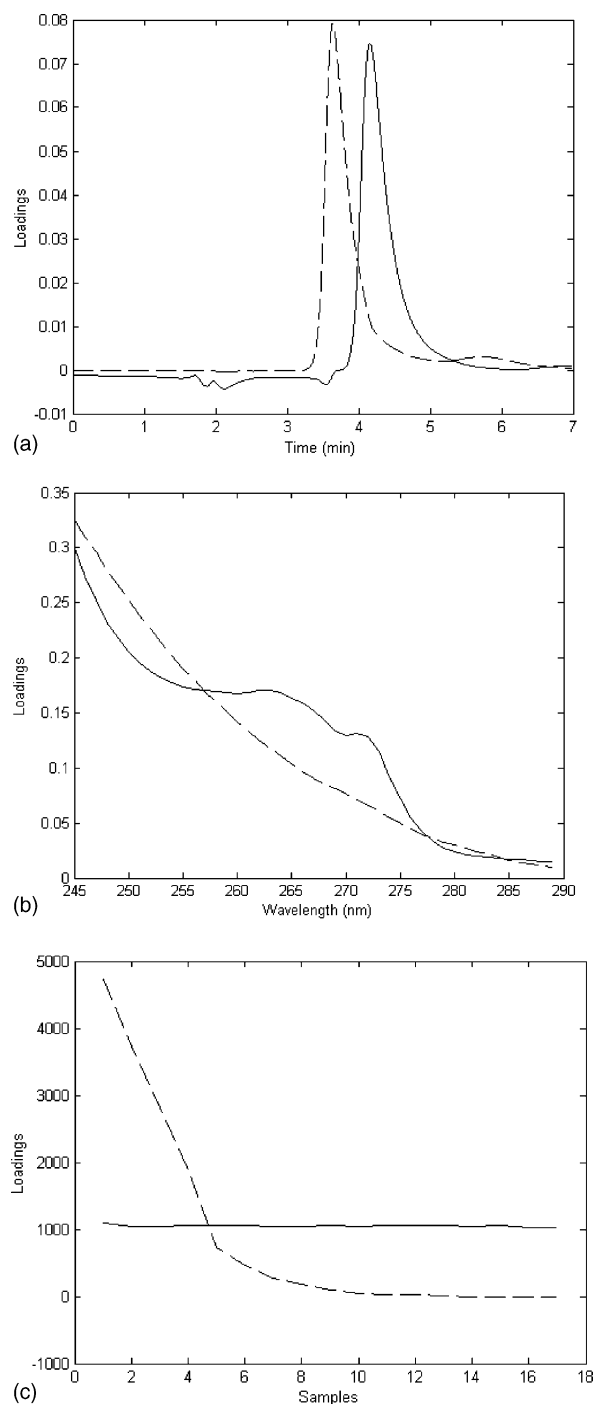 0.08
0.07
0.06
0.05
0.04
0.03
0.02
0.01
0
-0.01
Loadings
0 1 2 3 4 5 6 7
Time (min)
(a)
0.35
0.3
0.25
0.2
0.15
0.1
0.05
0
Loadings
245 250 255 260 265 270 275 280 285 290
Wavelength (nm)
(b)
5000
4000
3000
2000
1000
0
-1000
Loadings
0 2 4 6 8 10 12 14 16 18
Samples
(c)